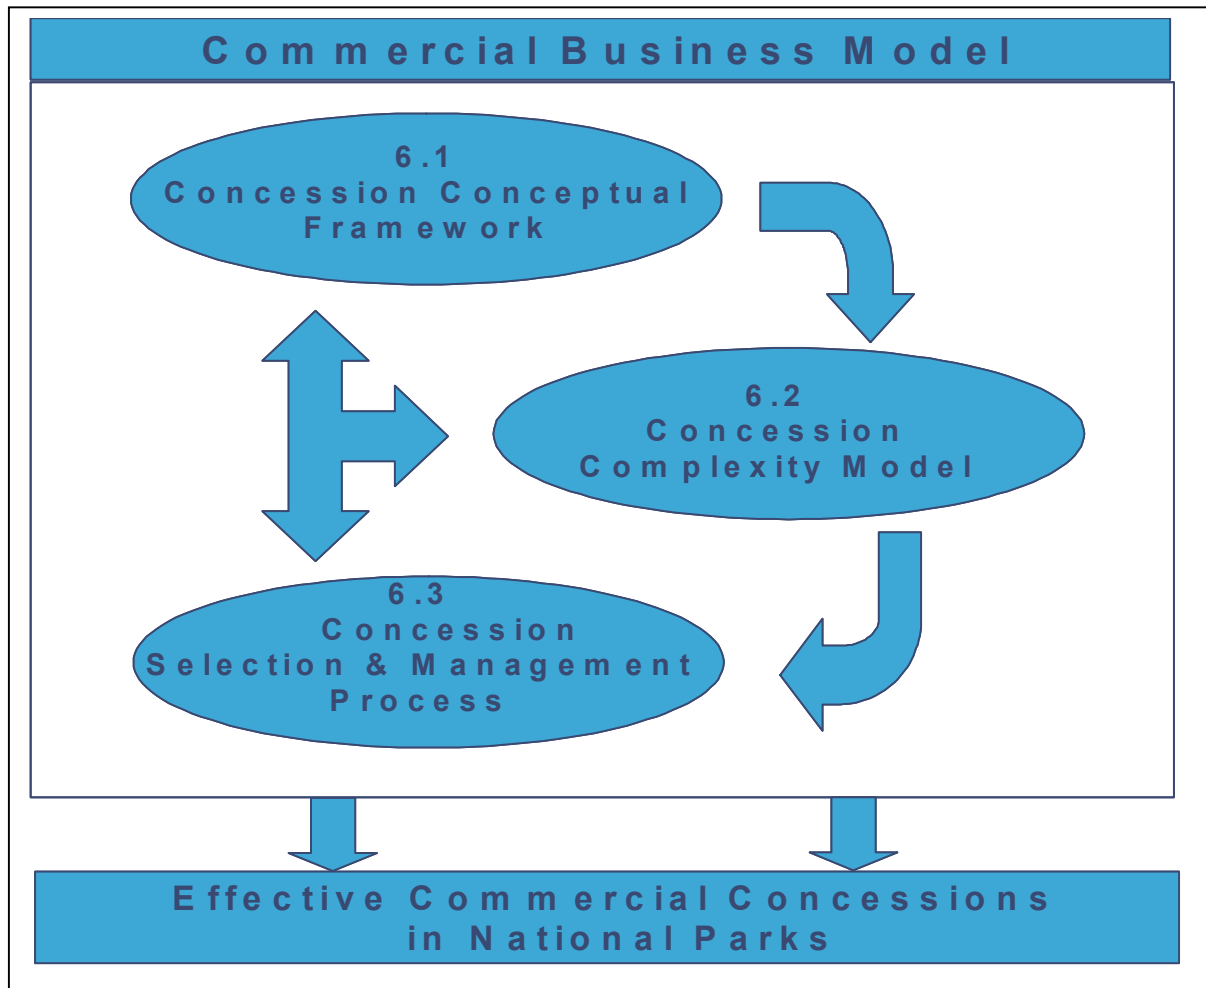 Commercial Business Model
6.1
Concession Conceptual
Framework
6.2
Concession
Complexity Model
6.3
Concession
Selection & Management
Process
Effective Commercial Concessions
in National Parks